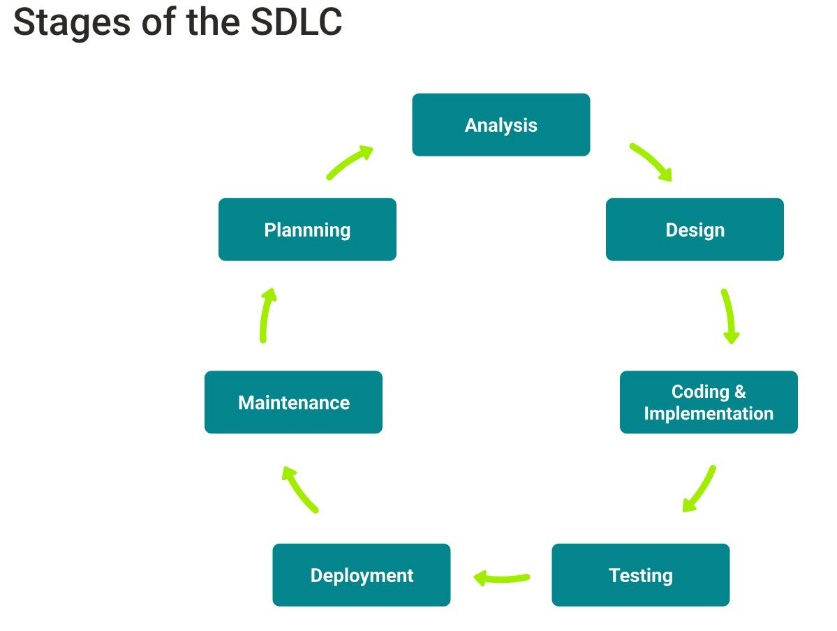 Stages of the SDLC
Analysis
Plannning
Design
Maintenance
Coding &
Implementation
Deployment
Testing